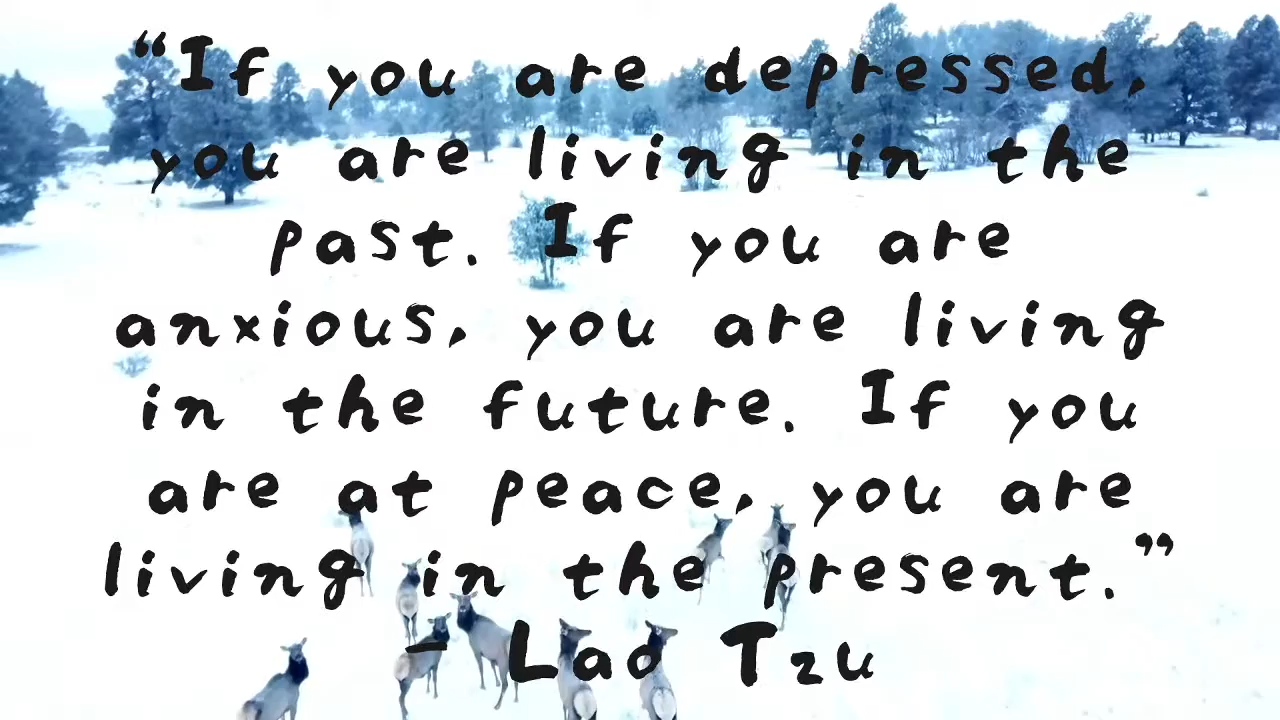 “If you are depressed,
you are living in the
past. If you are
anxious, you are living
in the future. If you
are at peace, you are
living in the present.”
- Lao Tzu